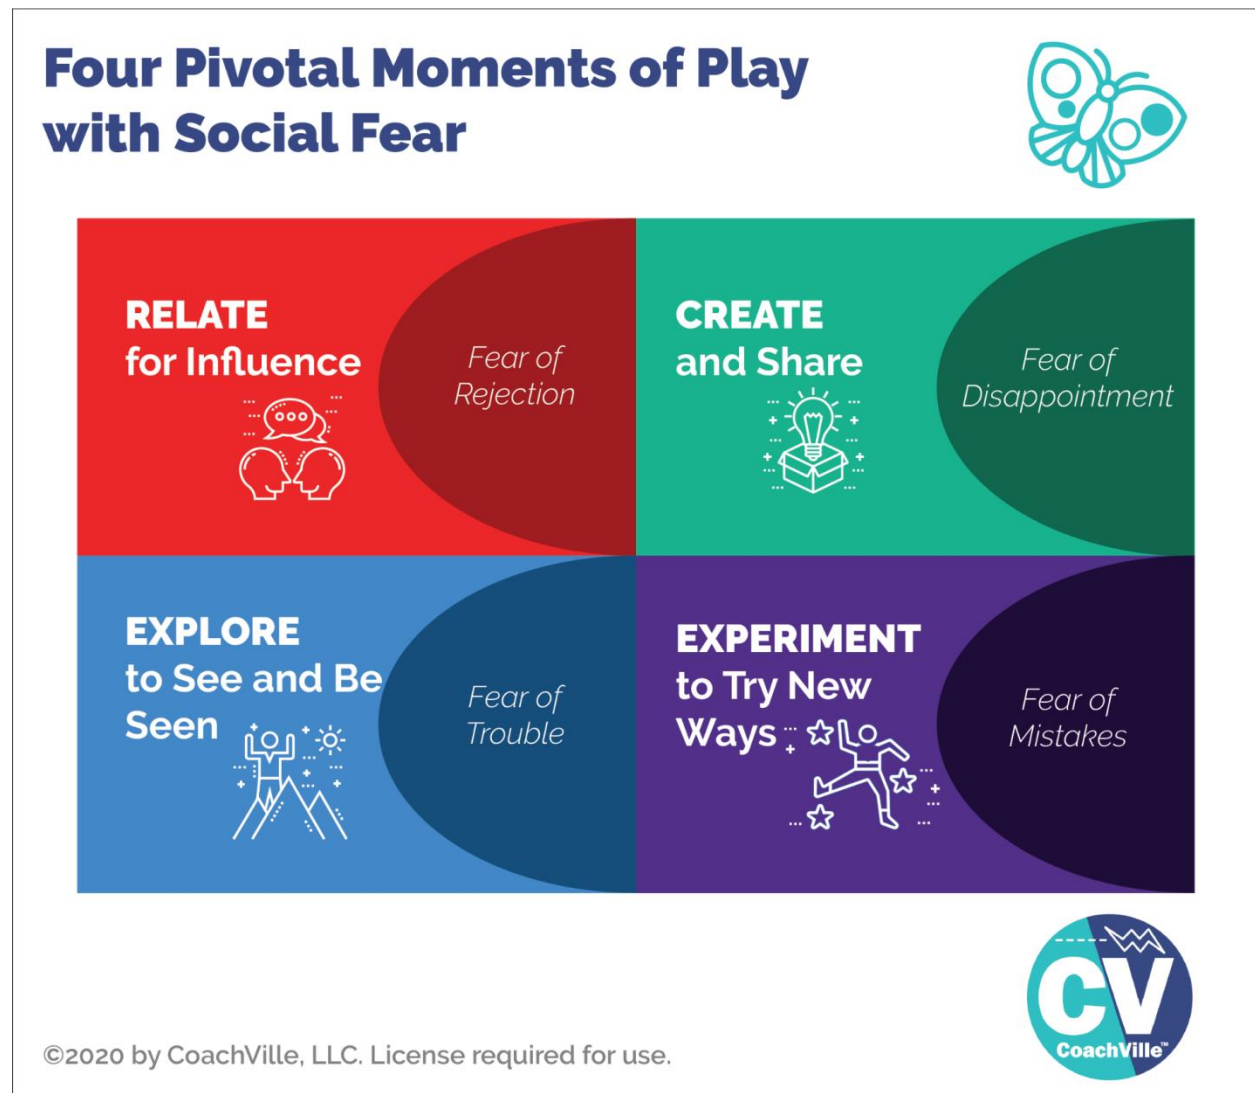 Four Pivotal Moments of Play
with Social Fear
RELATE
for Influence
Fear of
Rejection
CREATE
and Share
Fear of
Disappointment
EXPLORE
to See and Be
Seen
Fear of
Trouble
EXPERIMENT
to Try New
Ways
Fear of
Mistakes
CV
CoachVille™
©2020 by CoachVille, LLC. License required for use.